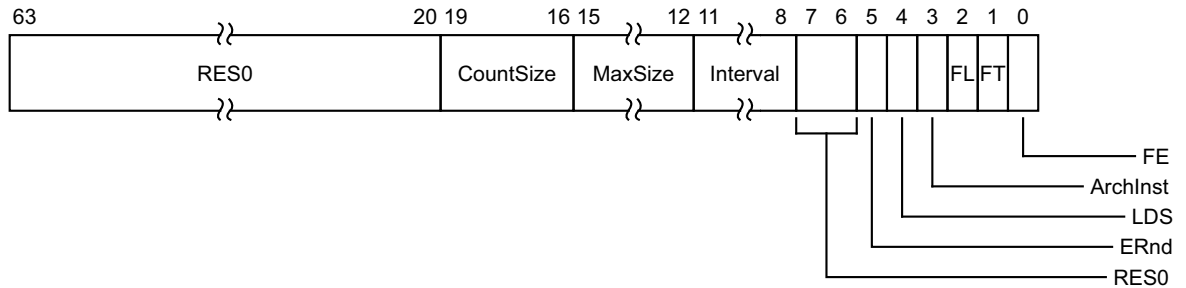 63 20 19 16 15 12 11 8 7 6 5 4 3 2 1 0
RES0 CountSize MaxSize Interval FL FT
FE
ArchInst
LDS
ERnd
RES0